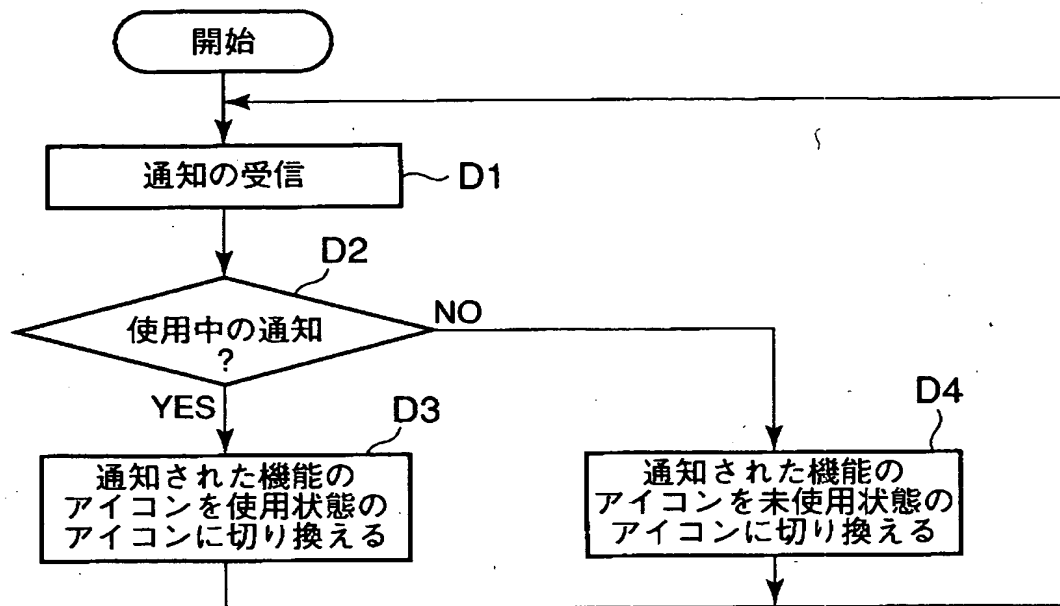 開始
通知の受信
D1
D2
使用中の通知
?
NO
YES
D3
D4
通知された機能の
アイコンを使用状態の
アイコンに切り換える
通知された機能の
アイコンを未使用状態の
アイコンに切り換える